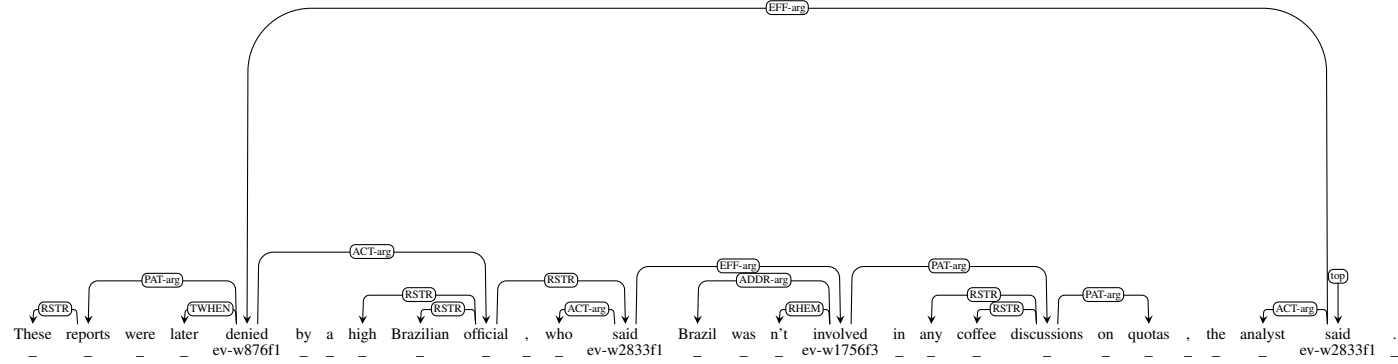 EFF-arg
ACT-arg
EFF-arg PAT-arg top
PAT-arg RSTR ADDR-arg
RSTR RSTR PAT-arg
RSTR TWHEN RSTR ACT-arg RHEM RSTR ACT-arg
These reports were later denied by a high Brazilian official , who said Brazil was n't involved in any coffee discussions on quotas , the analyst said
_ _ _ _ ev-w876f1 _ _ _ _ _ _ _ ev-w2833f1 _ _ _ ev-w1756f3 _ _ _ _ _ _ _ _ _ ev-w2833f1